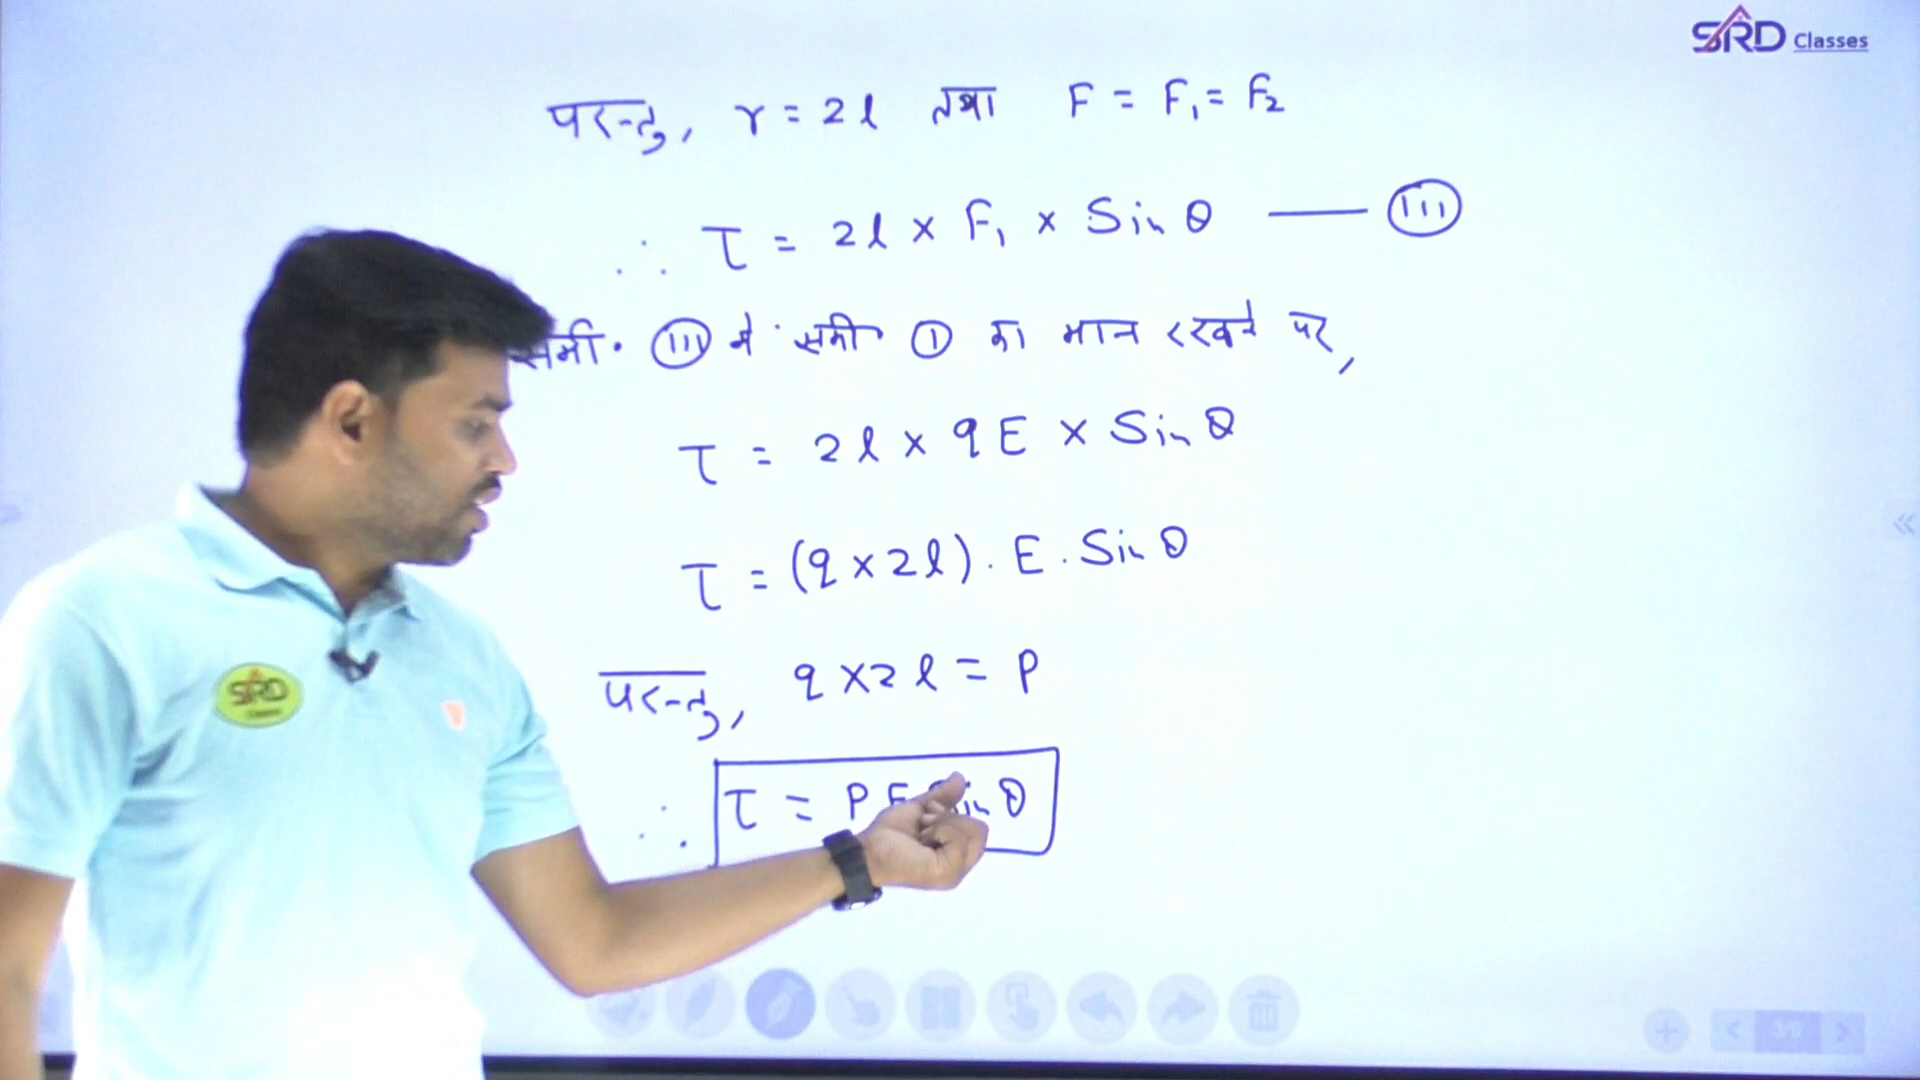 SRD Classes
परन्तु, r = 2l तथा F = F₁ = F₂
∴ τ = 2l × F₁ × Sin θ — (III)
समी. (III) में समी (I) का मान रखने पर,
τ = 2l × qE × Sin θ
τ = (q × 2l) . E . Sin θ
परन्तु, q × 2l = P
∴ τ = P E Sin θ
SRD